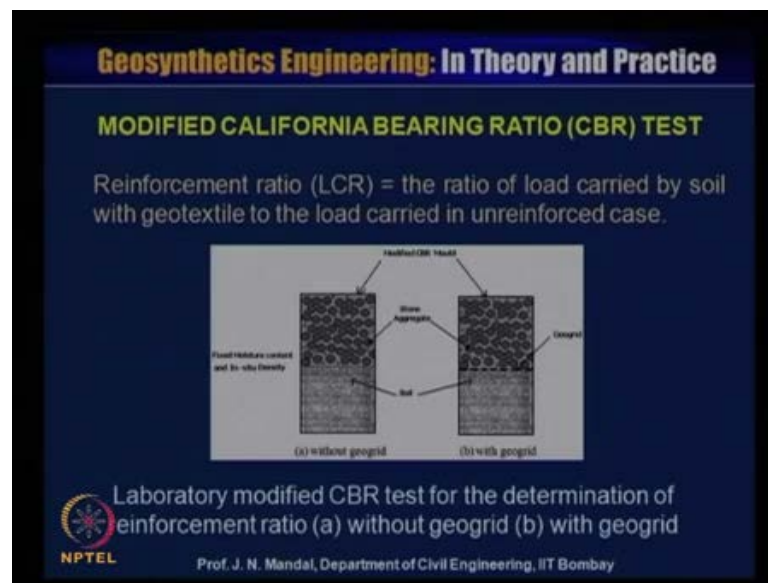 Geosynthetics Engineering: In Theory and Practice
MODIFIED CALIFORNIA BEARING RATIO (CBR) TEST
Reinforcement ratio (LCR) = the ratio of load carried by soil
with geotextile to the load carried in unreinforced case.
Modified CBR Mould
Stone
Aggregate
Geogrid
Fixed Moisture content
and In-situ Density
Soil
(a) without geogrid
(b) with geogrid
Laboratory modified CBR test for the determination of
reinforcement ratio (a) without geogrid (b) with geogrid
NPTEL
Prof. J. N. Mandal, Department of Civil Engineering, IIT Bombay